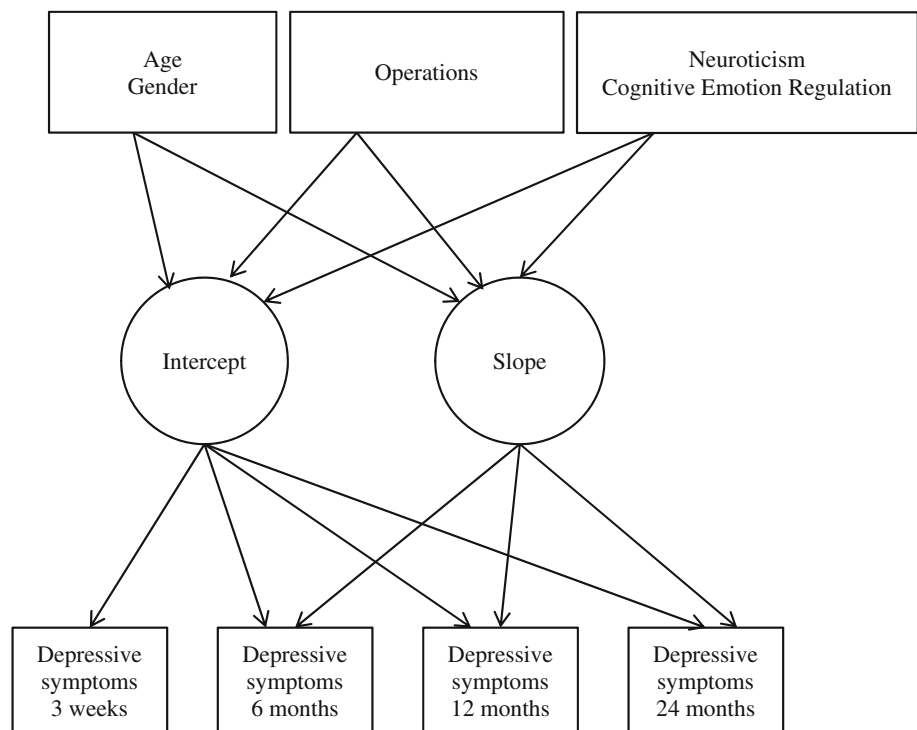 Age
Gender
Operations
Neuroticism
Cognitive Emotion Regulation
Intercept
Slope
Depressive
symptoms
3 weeks
Depressive
symptoms
6 months
Depressive
symptoms
12 months
Depressive
symptoms
24 months